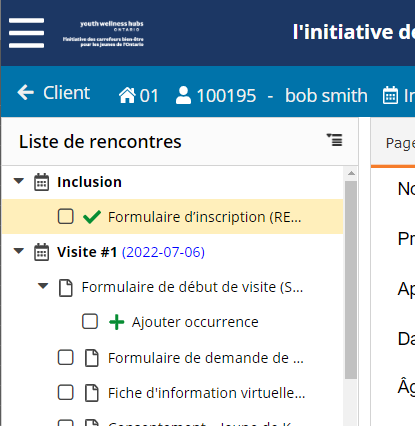 youth wellness hubs
ONTARIO
l'initiative des carrefours bien-être
pour les jeunes de l'Ontario
l'initiative de
Client 01 100195 - bob smith In
Liste de rencontres
Page
Inclusion
Formulaire d'inscription (RE...
Visite #1 (2022-07-06)
Formulaire de début de visite (S...
Ajouter occurrence
Formulaire de demande de ...
Fiche d'information virtuelle...
No
Pr
Ap
Da
Âg